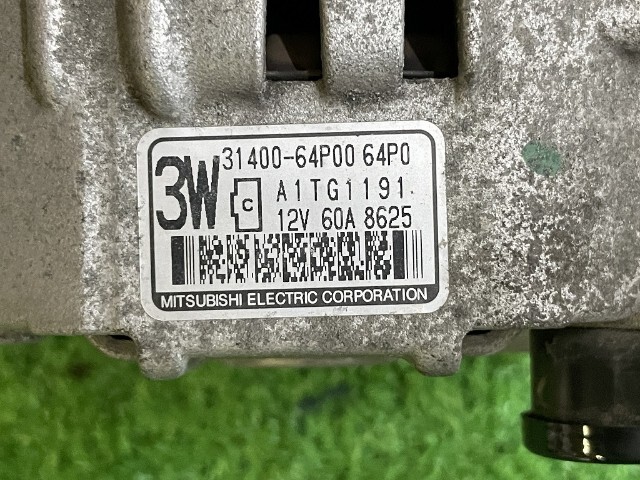 3W 31400-64P00 64P0
C A1TG1191
12V 60A 8625
MITSUBISHI ELECTRIC CORPORATION